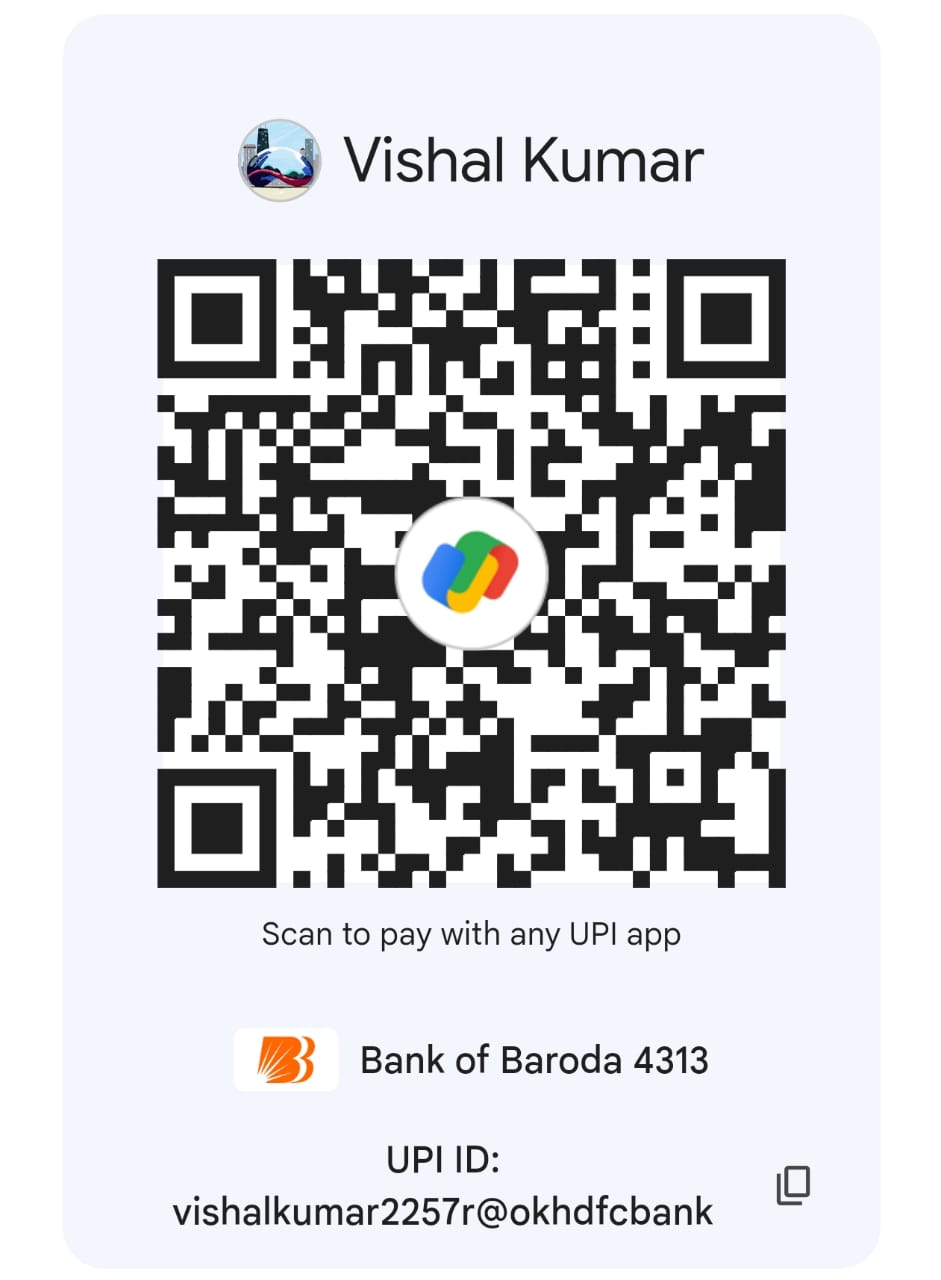 Vishal Kumar
Scan to pay with any UPI app
Bank of Baroda 4313
UPI ID:
vishalkumar2257r@okhdfcbank